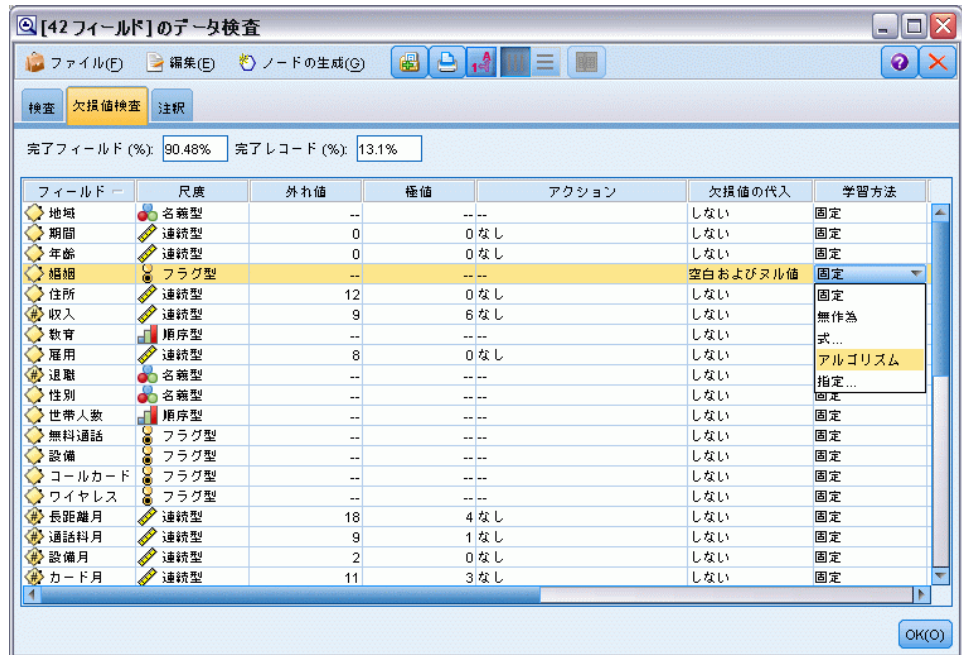 [42 フィールド] のデータ検査
ファイル(F) 編集(E) ノードの生成(G)
検査 欠損値検査 注釈
完了フィールド (%): 90.48% 完了レコード (%): 13.1%
フィールド 尺度 外れ値 極値 アクション 欠損値の代入 学習方法
地域 名義型 -- -- -- しない 固定
期間 連続型 0 0 なし しない 固定
年齢 連続型 0 0 なし しない 固定
婚姻 フラグ型 -- -- -- 空白およびヌル値 固定
住所 連続型 12 0 なし しない 固定
収入 連続型 9 6 なし しない 無作為
教育 順序型 -- -- -- しない 式...
雇用 連続型 8 0 なし しない アルゴリズム
退職 名義型 -- -- -- しない 指定...
性別 名義型 -- -- -- しない 固定
世帯人数 順序型 -- -- -- しない 固定
無料通話 フラグ型 -- -- -- しない 固定
設備 フラグ型 -- -- -- しない 固定
コールカード フラグ型 -- -- -- しない 固定
ワイヤレス フラグ型 -- -- -- しない 固定
長距離月 連続型 18 4 なし しない 固定
通話料月 連続型 9 1 なし しない 固定
設備月 連続型 2 0 なし しない 固定
カード月 連続型 11 3 なし しない 固定
OK(O)